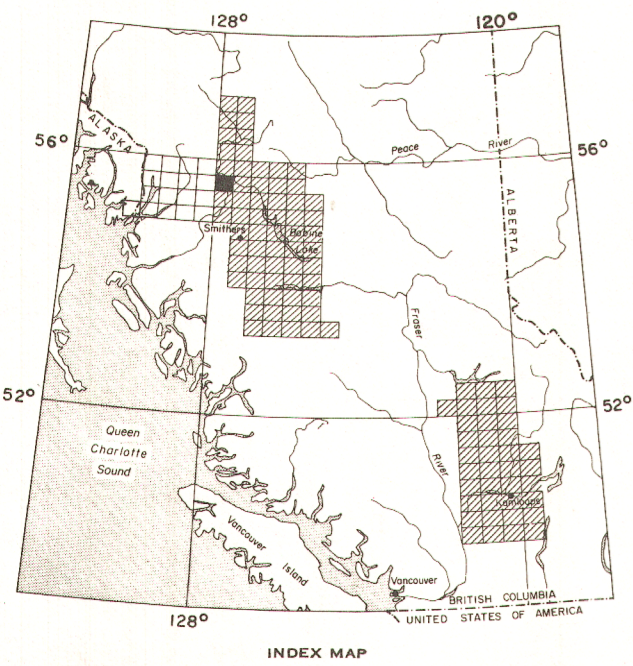 128°
120°
ALASKA
56°
Peace River
56°
ALBERTA
Smithers
Babine
Lake
Fraser
52°
52°
Queen
Charlotte
Sound
River
Kamloops
Vancouver
Island
Vancouver
BRITISH COLUMBIA
UNITED STATES OF AMERICA
128°
INDEX MAP